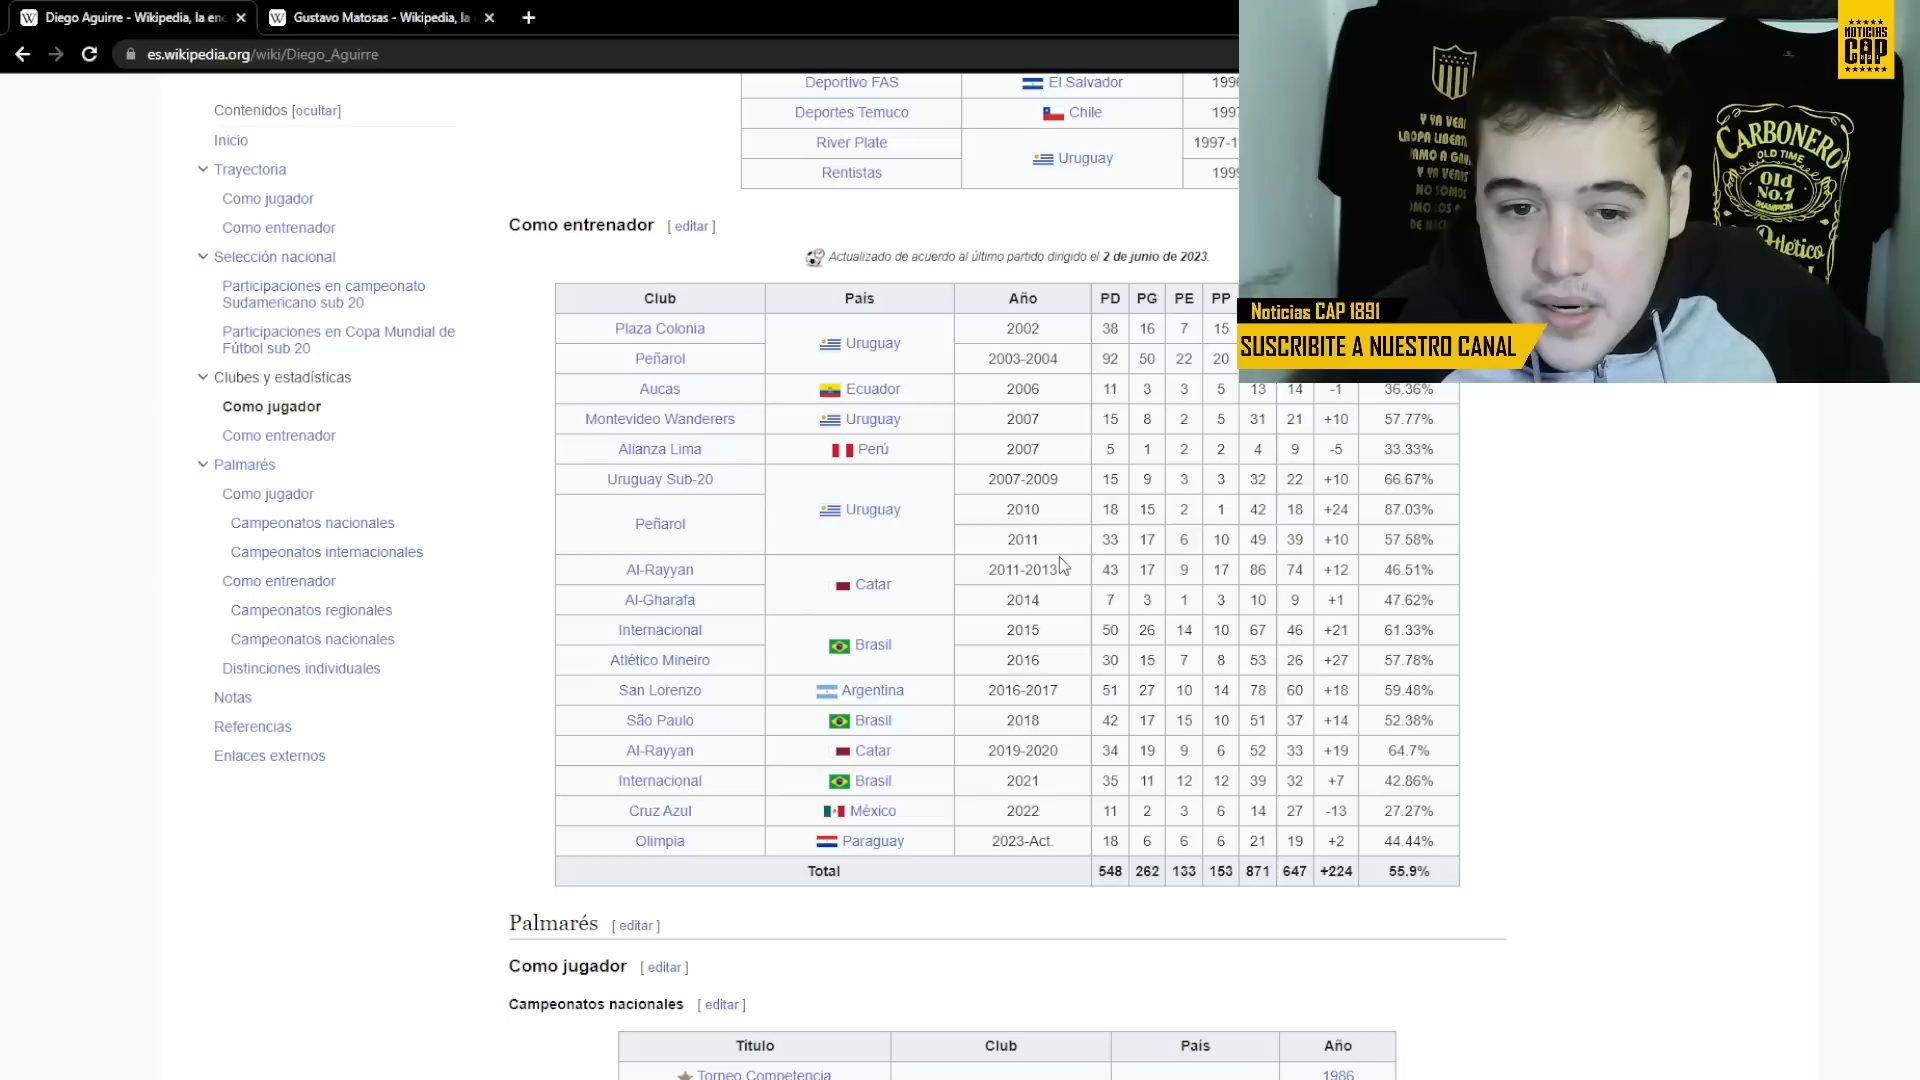 Diego Aguirre - Wikipedia, la en
Gustavo Matosas - Wikipedia, la
es.wikipedia.org/wiki/Diego_Aguirre
Contenidos [ocultar]
Inicio
Trayectoria
Como jugador
Como entrenador
Selección nacional
Participaciones en campeonato
Sudamericano sub 20
Participaciones en Copa Mundial de
Fútbol sub 20
Clubes y estadísticas
Como jugador
Como entrenador
Palmarés
Como jugador
Campeonatos nacionales
Campeonatos internacionales
Como entrenador
Campeonatos regionales
Campeonatos nacionales
Distinciones individuales
Notas
Referencias
Enlaces externos
Deportivo FAS El Salvador 199
Deportes Temuco Chile 1997
River Plate Uruguay 1997-1
Rentistas 199
Como entrenador [ editar ]
Actualizado de acuerdo al último partido dirigido el 2 de junio de 2023.
Club País Año PD PG PE PP
Plaza Colonia Uruguay 2002 38 16 7 15
Peñarol 2003-2004 92 50 22 20
Aucas Ecuador 2006 11 3 3 5 13 14 -1 36.36%
Montevideo Wanderers Uruguay 2007 15 8 2 5 31 21 +10 57.77%
Alianza Lima Perú 2007 5 1 2 2 4 9 -5 33.33%
Uruguay Sub-20 Uruguay 2007-2009 15 9 3 3 32 22 +10 66.67%
Peñarol 2010 18 15 2 1 42 18 +24 87.03%
2011 33 17 6 10 49 39 +10 57.58%
Al-Rayyan Catar 2011-2013 43 17 9 17 86 74 +12 46.51%
Al-Gharafa 2014 7 3 1 3 10 9 +1 47.62%
Internacional Brasil 2015 50 26 14 10 67 46 +21 61.33%
Atlético Mineiro 2016 30 15 7 8 53 26 +27 57.78%
San Lorenzo Argentina 2016-2017 51 27 10 14 78 60 +18 59.48%
São Paulo Brasil 2018 42 17 15 10 51 37 +14 52.38%
Al-Rayyan Catar 2019-2020 34 19 9 6 52 33 +19 64.7%
Internacional Brasil 2021 35 11 12 12 39 32 +7 42.86%
Cruz Azul México 2022 11 2 3 6 14 27 -13 27.27%
Olimpia Paraguay 2023-Act. 18 6 6 6 21 19 +2 44.44%
Total 548 262 133 153 871 647 +224 55.9%
Palmarés [ editar ]
Como jugador [ editar ]
Campeonatos nacionales [ editar ]
Titulo Club País Año
Torneo Competencia 1986
NOTICIAS
CAP
Y YA VERÁ
CARBONERO
OLD TIME
Old
No.1
CHAMPION
Atlético
Noticias CAP 1891
SUSCRIBITE A NUESTRO CANAL